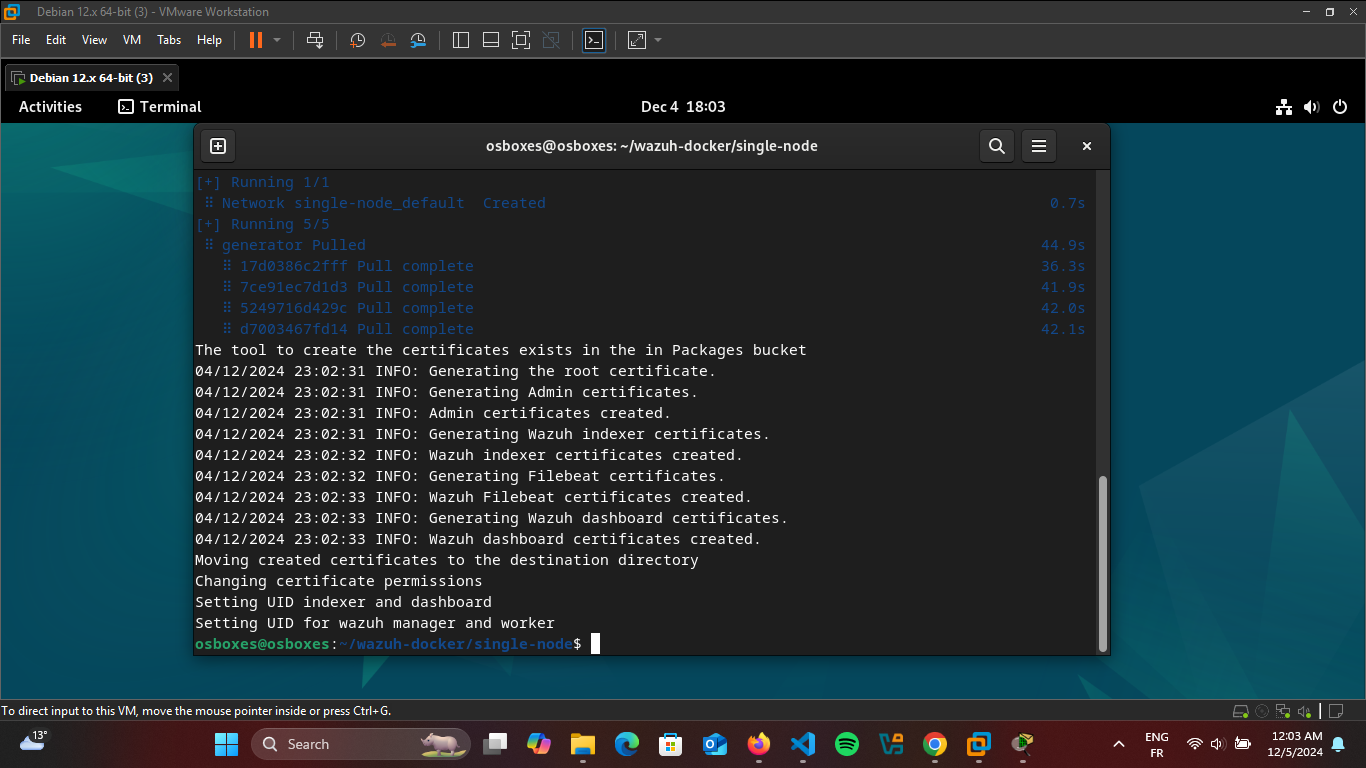 Debian 12.x 64-bit (3) - VMware Workstation
File Edit View VM Tabs Help
Debian 12.x 64-bit (3)
Activities Terminal Dec 4 18:03
osboxes@osboxes: ~/wazuh-docker/single-node
[+] Running 1/1
⠿ Network single-node_default  Created 0.7s
[+] Running 5/5
⠿ generator Pulled 44.9s
⠿ 17d0386c2fff Pull complete 36.3s
⠿ 7ce91ec7d1d3 Pull complete 41.9s
⠿ 5249716d429c Pull complete 42.0s
⠿ d7003467fd14 Pull complete 42.1s
The tool to create the certificates exists in the in Packages bucket
04/12/2024 23:02:31 INFO: Generating the root certificate.
04/12/2024 23:02:31 INFO: Generating Admin certificates.
04/12/2024 23:02:31 INFO: Admin certificates created.
04/12/2024 23:02:31 INFO: Generating Wazuh indexer certificates.
04/12/2024 23:02:32 INFO: Wazuh indexer certificates created.
04/12/2024 23:02:32 INFO: Generating Filebeat certificates.
04/12/2024 23:02:33 INFO: Wazuh Filebeat certificates created.
04/12/2024 23:02:33 INFO: Generating Wazuh dashboard certificates.
04/12/2024 23:02:33 INFO: Wazuh dashboard certificates created.
Moving created certificates to the destination directory
Changing certificate permissions
Setting UID indexer and dashboard
Setting UID for wazuh manager and worker
osboxes@osboxes:~/wazuh-docker/single-node$
To direct input to this VM, move the mouse pointer inside or press Ctrl+G.
13°
Search
ENG
FR
12:03 AM
12/5/2024